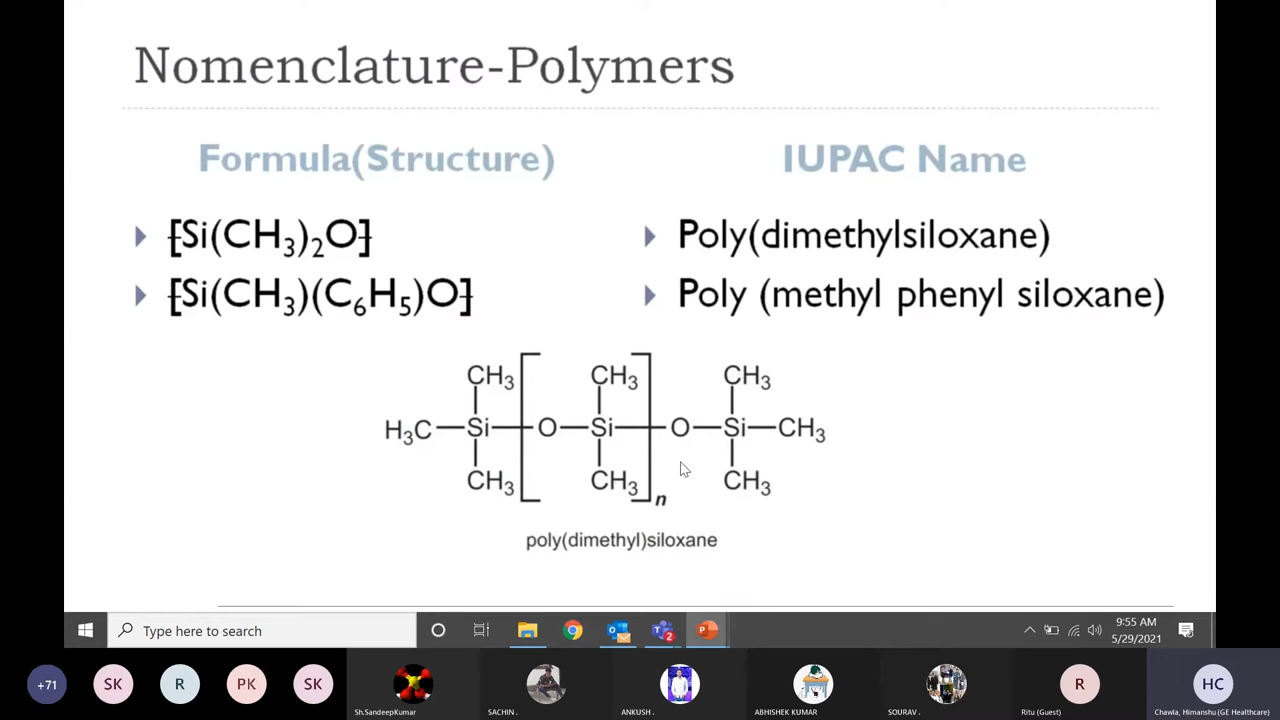 Nomenclature-Polymers
Formula(Structure)
IUPAC Name
[Si(CH₃)₂O]
Poly(dimethylsiloxane)
[Si(CH₃)(C₆H₅)O]
Poly (methyl phenyl siloxane)
CH₃ CH₃ CH₃
H₃C Si O Si O Si CH₃
CH₃ CH₃ CH₃
n
poly(dimethyl)siloxane
Type here to search
2
9:55 AM
5/29/2021
+71
SK
R
PK
SK
R
HC
Sh.SandeepKumar
SACHIN .
ANKUSH .
ABHISHEK KUMAR
SOURAV .
Ritu (Guest)
Chawla, Himanshu (GE Healthcare)